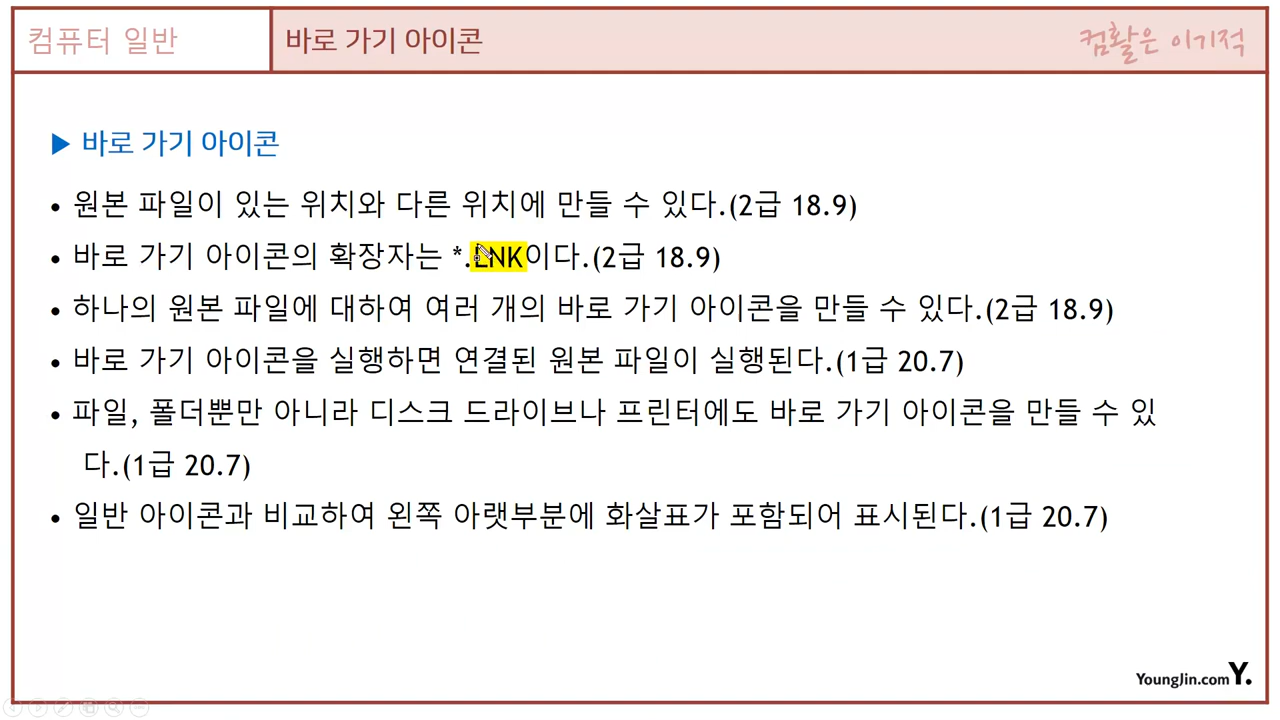 컴퓨터 일반
바로 가기 아이콘
컴활은 이기적
▶ 바로 가기 아이콘
• 원본 파일이 있는 위치와 다른 위치에 만들 수 있다.(2급 18.9)
• 바로 가기 아이콘의 확장자는 *.LNK이다.(2급 18.9)
• 하나의 원본 파일에 대하여 여러 개의 바로 가기 아이콘을 만들 수 있다.(2급 18.9)
• 바로 가기 아이콘을 실행하면 연결된 원본 파일이 실행된다.(1급 20.7)
• 파일, 폴더뿐만 아니라 디스크 드라이브나 프린터에도 바로 가기 아이콘을 만들 수 있
다.(1급 20.7)
• 일반 아이콘과 비교하여 왼쪽 아랫부분에 화살표가 포함되어 표시된다.(1급 20.7)
YoungJin.com Y.